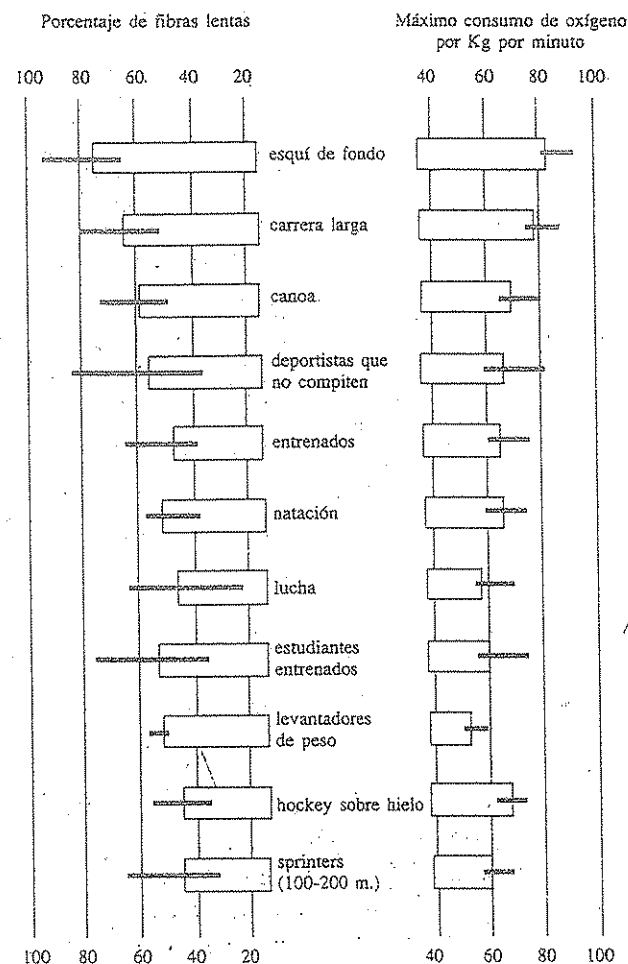 Porcentaje de fibras lentas
Máximo consumo de oxígeno
por Kg por minuto
100 80 60 40 20
40 60 80 100
esquí de fondo
carrera larga
canoa
deportistas que
no compiten
entrenados
natación
lucha
estudiantes
entrenados
levantadores
de peso
hockey sobre hielo
sprinters
(100-200 m.)
100 80 60 40 20
40 60 80 100